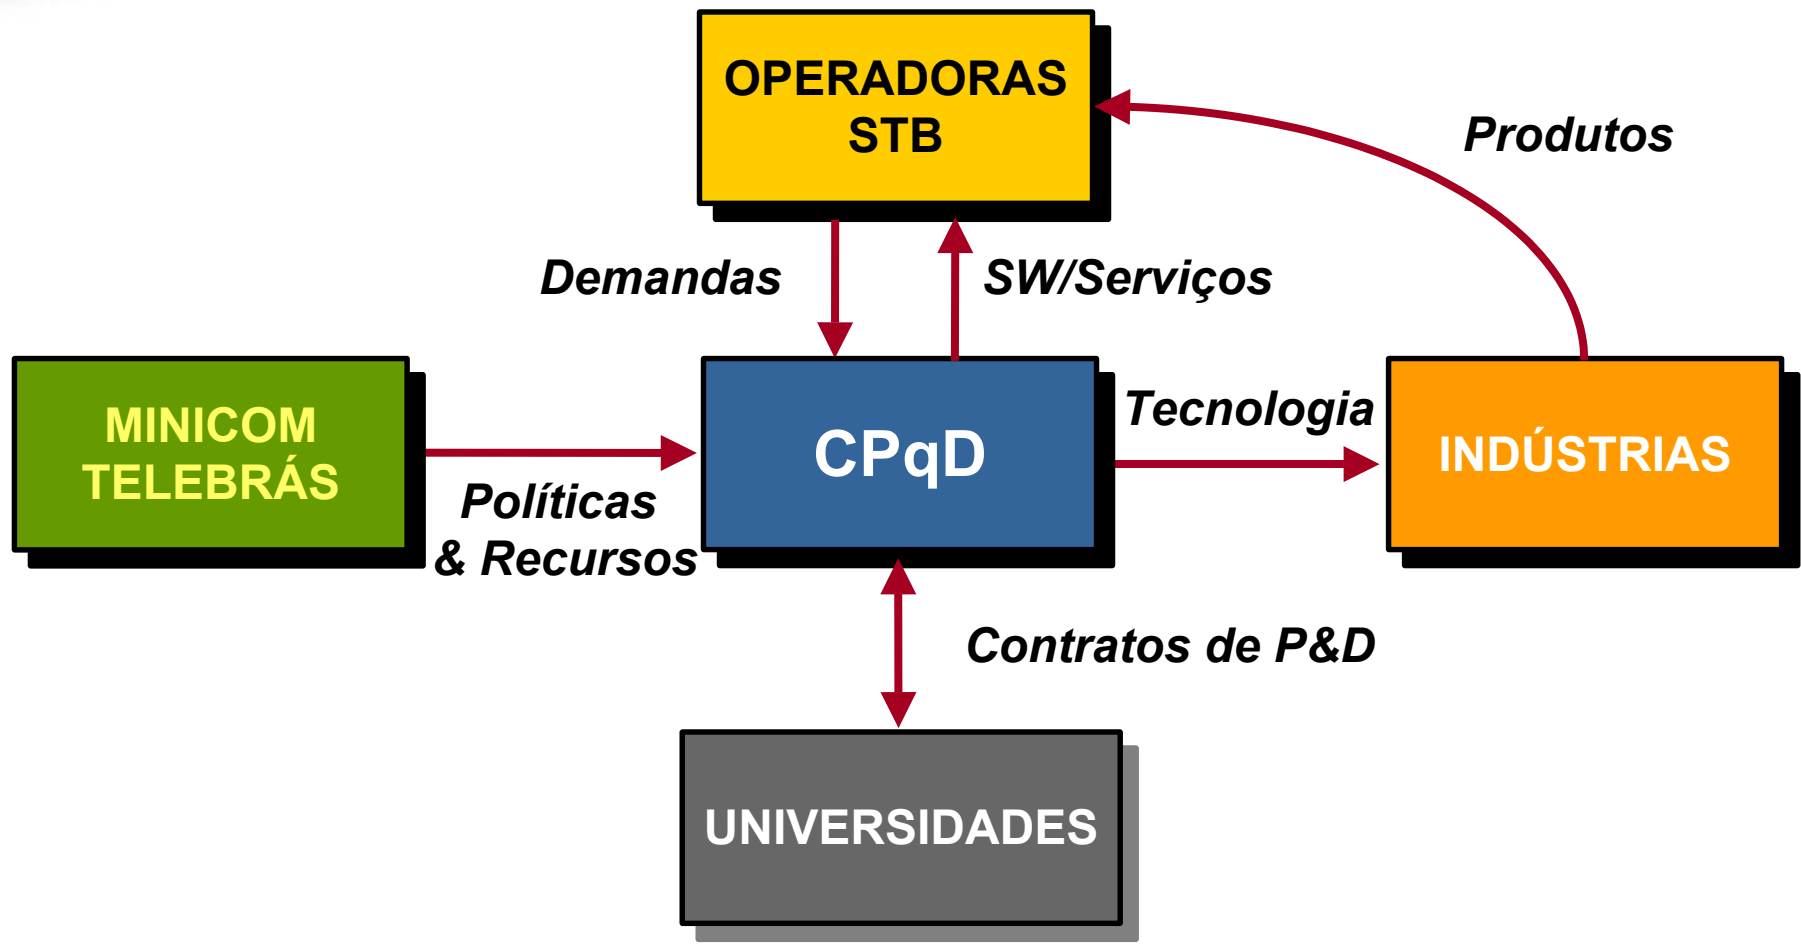 OPERADORAS
STB
Produtos
Demandas
SW/Serviços
MINICOM
TELEBRÁS
Políticas
& Recursos
CPqD
Tecnologia
INDÚSTRIAS
Contratos de P&D
UNIVERSIDADES